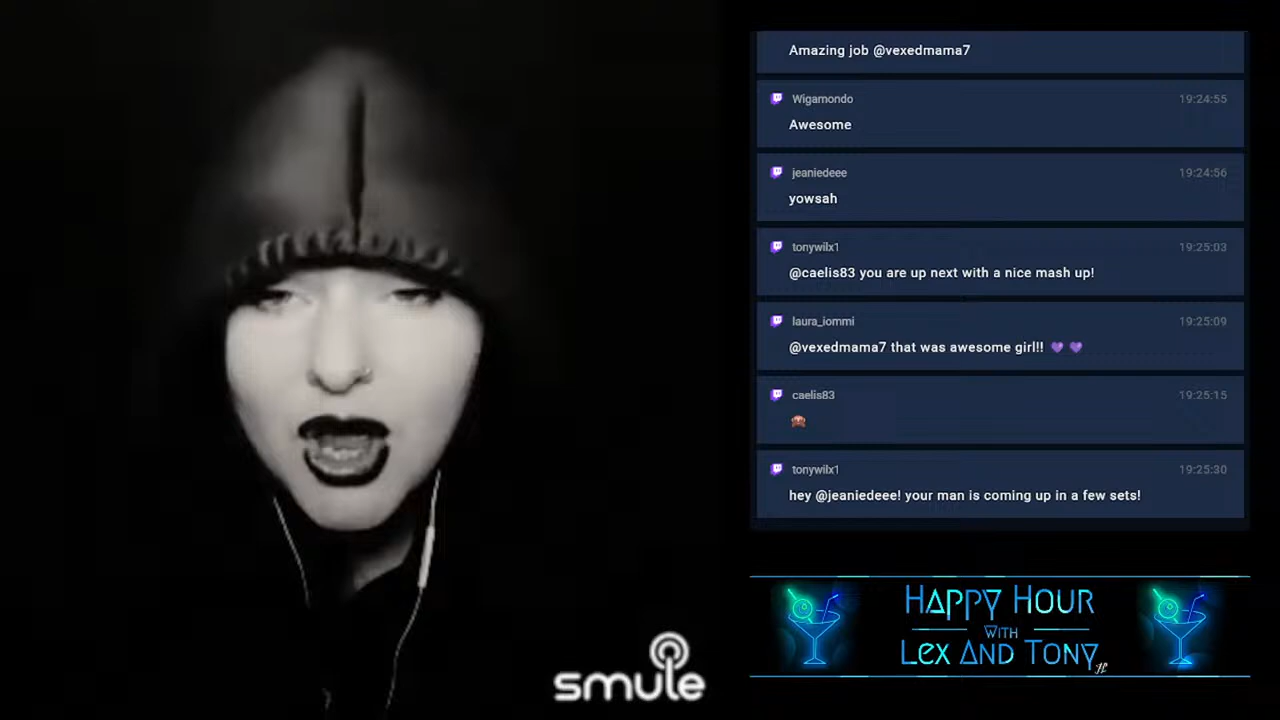 Amazing job @vexedmama7
Wigamondo 19:24:55
Awesome
jeaniedeee 19:24:56
yowsah
tonywilx1 19:25:03
@caelis83 you are up next with a nice mash up!
laura_iommi 19:25:09
@vexedmama7 that was awesome girl!! 💜 💜
caelis83 19:25:15
🙈
tonywilx1 19:25:30
hey @jeaniedeee! your man is coming up in a few sets!
Happy Hour
with
Lex And Tony
smule